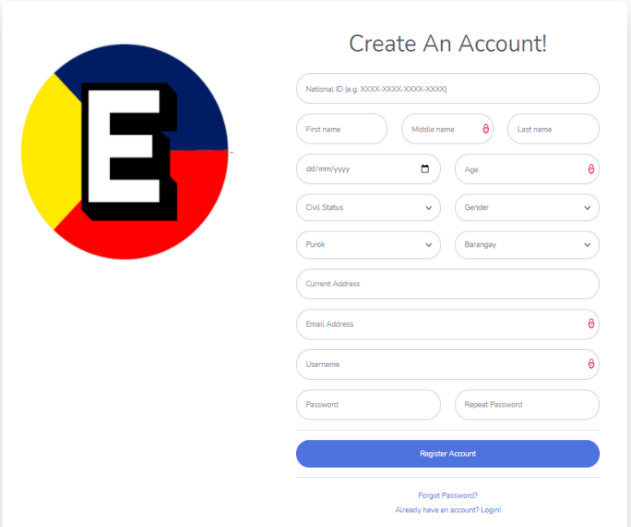 E
Create An Account!
National ID (e.g. XXXX-XXXX-XXXX-XXXX)
First name Middle name Last name
dd/mm/yyyy Age
Civil Status Gender
Purok Barangay
Current Address
Email Address
Username
Password Repeat Password
Register Account
Forgot Password?
Already have an account? Login!